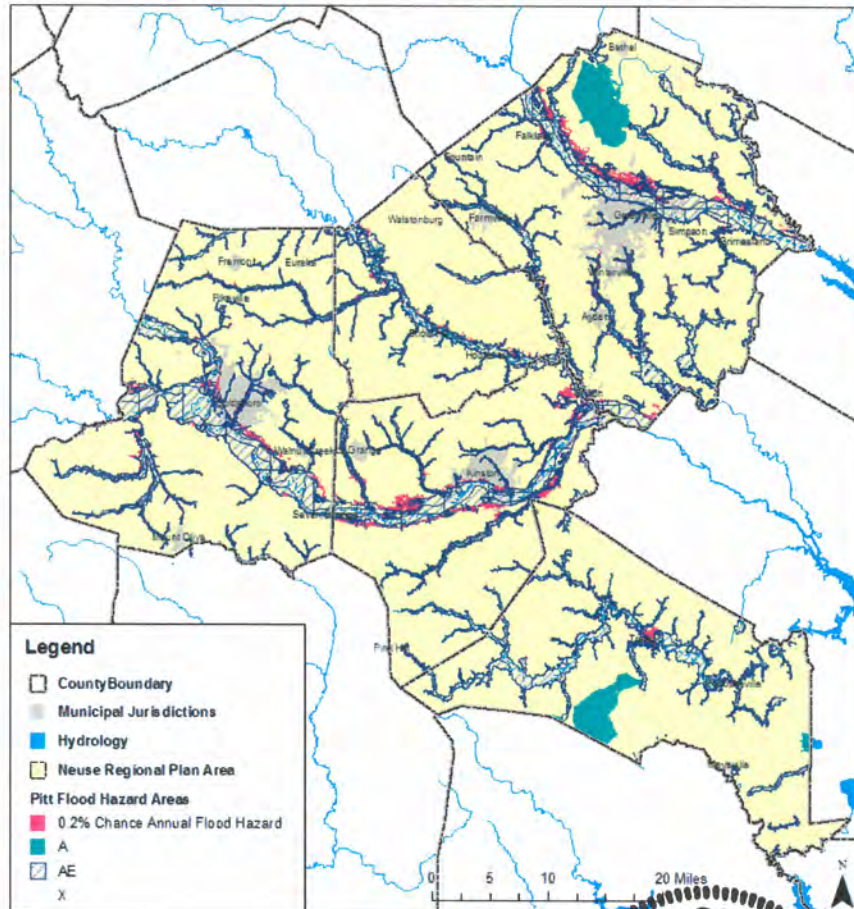 Bethel
Falkland
Fountain
Walstonburg
Farmville
Simpson
Grimesland
Winterville
Fremont
Eureka
Pikeville
Ayden
Walnut Creek
Kinston
Seven Springs
Mount Olive
Pink Hill
Legend
CountyBoundary
Municipal Jurisdictions
Hydrology
Neuse Regional Plan Area
Pitt Flood Hazard Areas
0.2% Chance Annual Flood Hazard
A
AE
X
0 5 10 20 Miles
N